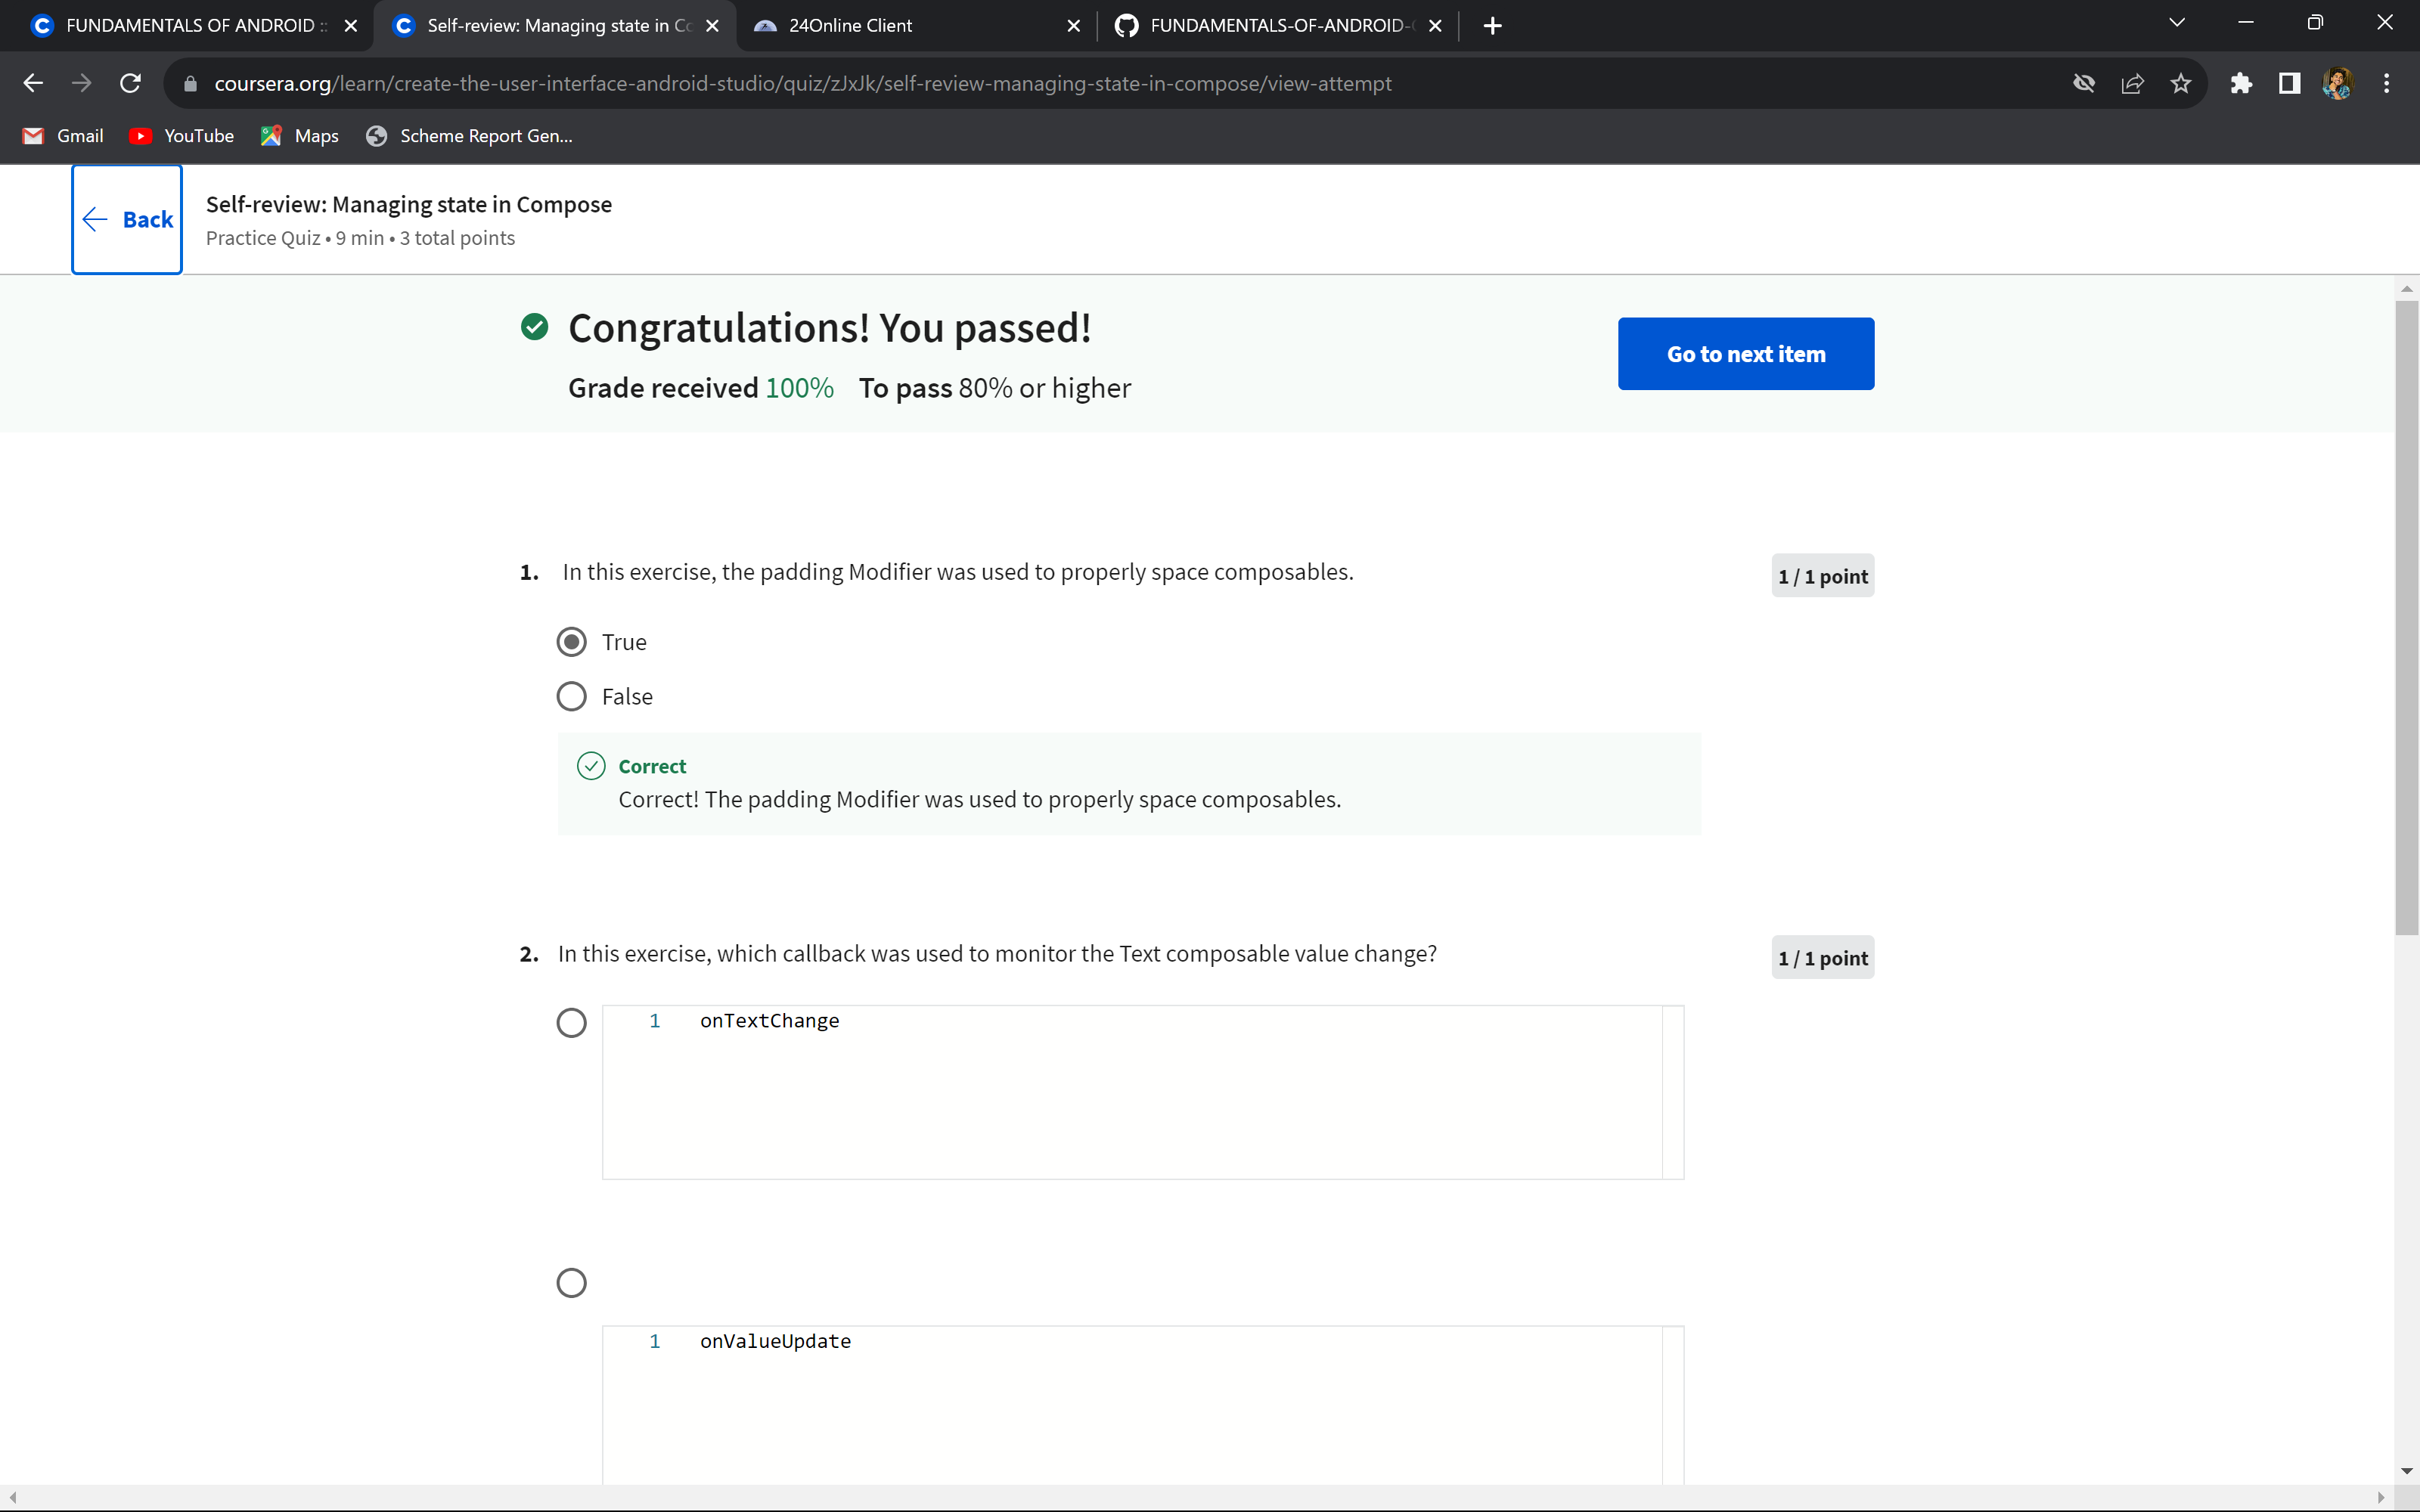 FUNDAMENTALS OF ANDROID ::
Self-review: Managing state in Co
24Online Client
FUNDAMENTALS-OF-ANDROID-
coursera.org/learn/create-the-user-interface-android-studio/quiz/zJxJk/self-review-managing-state-in-compose/view-attempt
Gmail
YouTube
Maps
Scheme Report Gen...
Back
Self-review: Managing state in Compose
Practice Quiz • 9 min • 3 total points
Congratulations! You passed!
Grade received 100% To pass 80% or higher
Go to next item
1. In this exercise, the padding Modifier was used to properly space composables.
1 / 1 point
True
False
Correct
Correct! The padding Modifier was used to properly space composables.
2. In this exercise, which callback was used to monitor the Text composable value change?
1 / 1 point
1 onTextChange
1 onValueUpdate